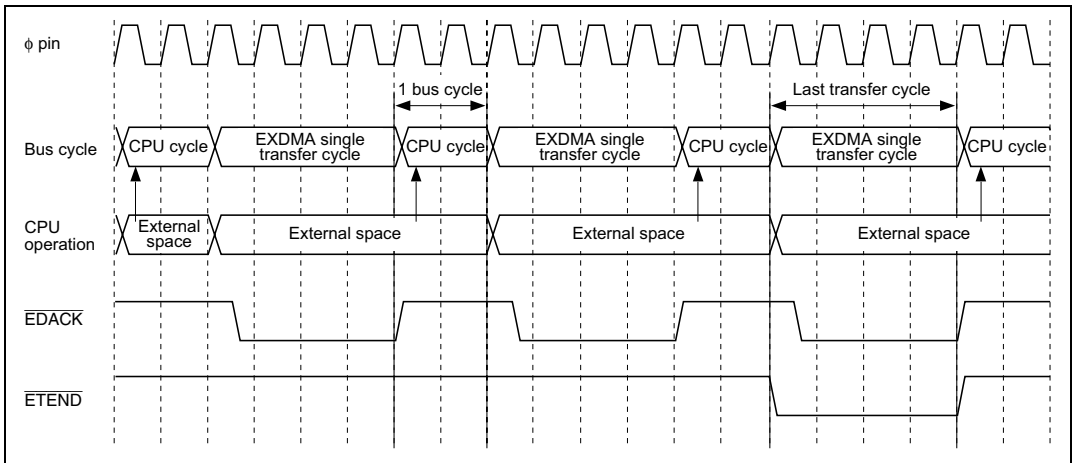 ϕ pin
1 bus cycle
Last transfer cycle
Bus cycle
CPU cycle
EXDMA single
transfer cycle
CPU cycle
EXDMA single
transfer cycle
CPU cycle
EXDMA single
transfer cycle
CPU cycle
CPU
operation
External
space
External space
External space
External space
EDACK
ETEND